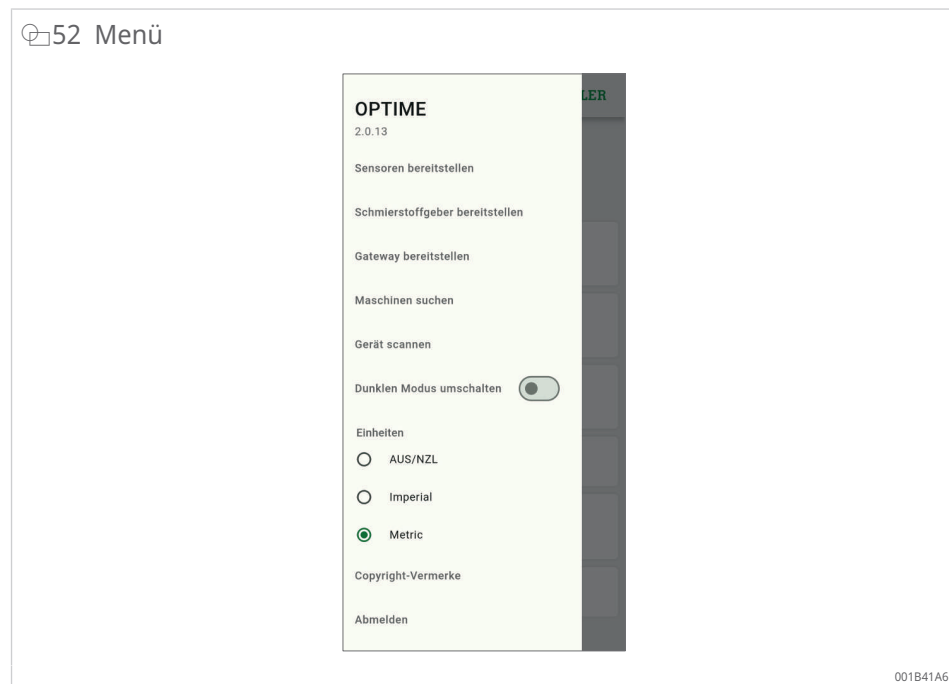 52 Menü
LER
OPTIME
2.0.13
Sensoren bereitstellen
Schmierstoffgeber bereitstellen
Gateway bereitstellen
Maschinen suchen
Gerät scannen
Dunklen Modus umschalten
Einheiten
AUS/NZL
Imperial
Metric
Copyright-Vermerke
Abmelden
001B41A6